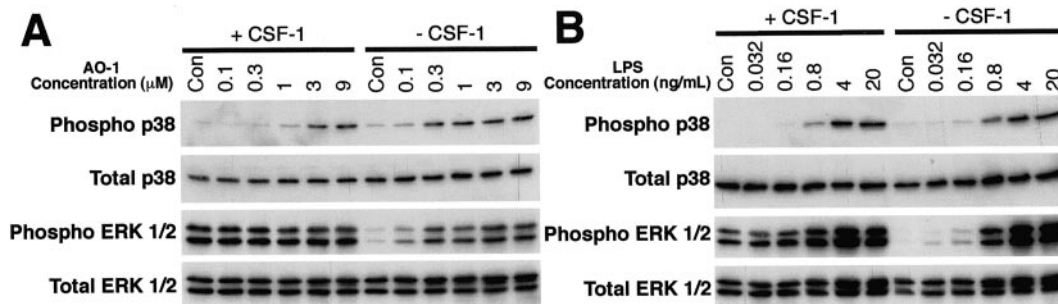 A
+ CSF-1 - CSF-1
AO-1
Concentration (µM)
Con 0.1 0.3 1 3 9 Con 0.1 0.3 1 3 9
Phospho p38
Total p38
Phospho ERK 1/2
Total ERK 1/2
B
+ CSF-1 - CSF-1
LPS
Concentration (ng/mL)
Con 0.032 0.16 0.8 4 20 Con 0.032 0.16 0.8 4 20
Phospho p38
Total p38
Phospho ERK 1/2
Total ERK 1/2